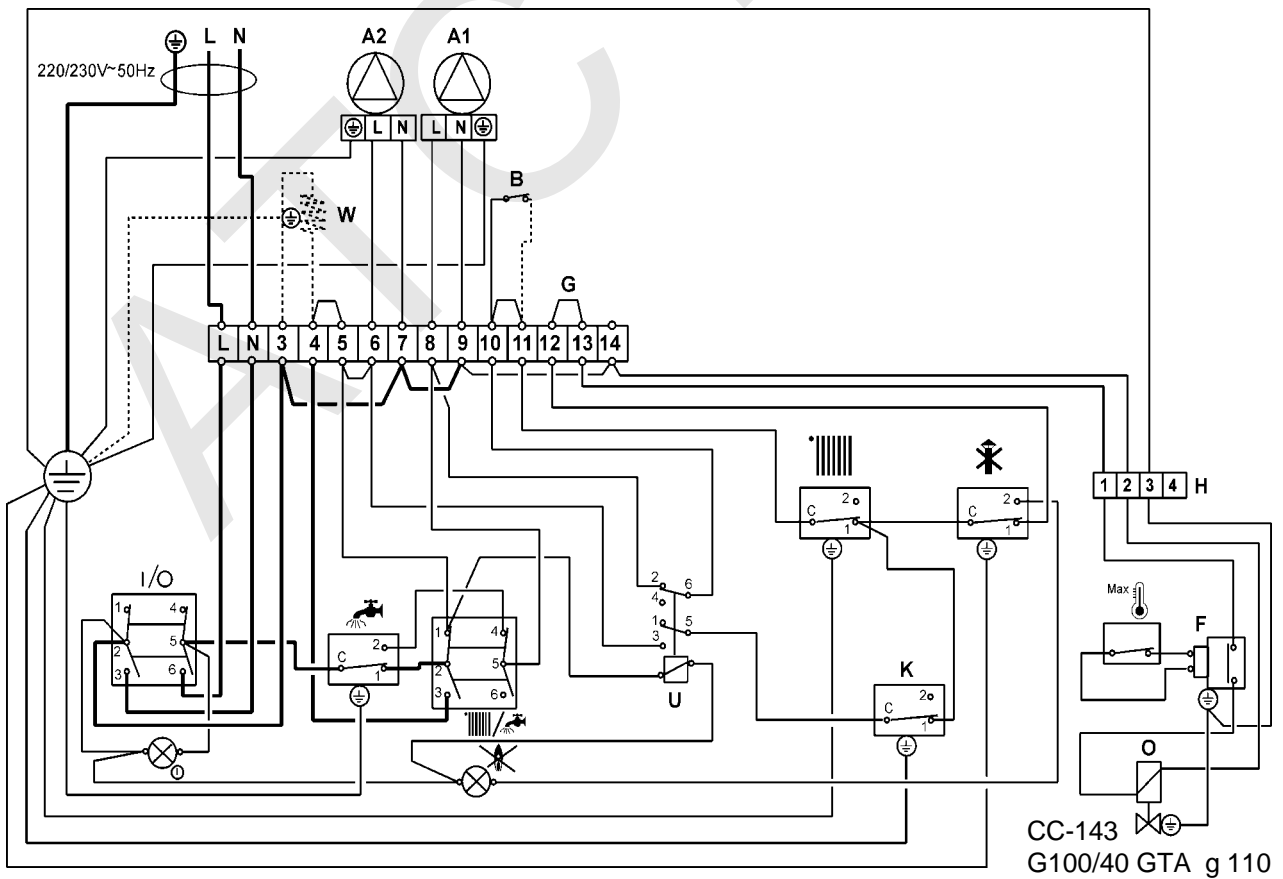 L N A2 A1
220/230V~50Hz
L N L N
B
W
G
L N 3 4 5 6 7 8 9 10 11 12 13 14
2 2
C 1 C 1
1 2 3 4 H
I/O
1 4
2 5
3 6
2
C 1
1 4
2 5
3 6
2 6
4
1 5
3
U
K
2
C 1
Max
F
O
CC-143
G100/40 GTA g 110
ATC